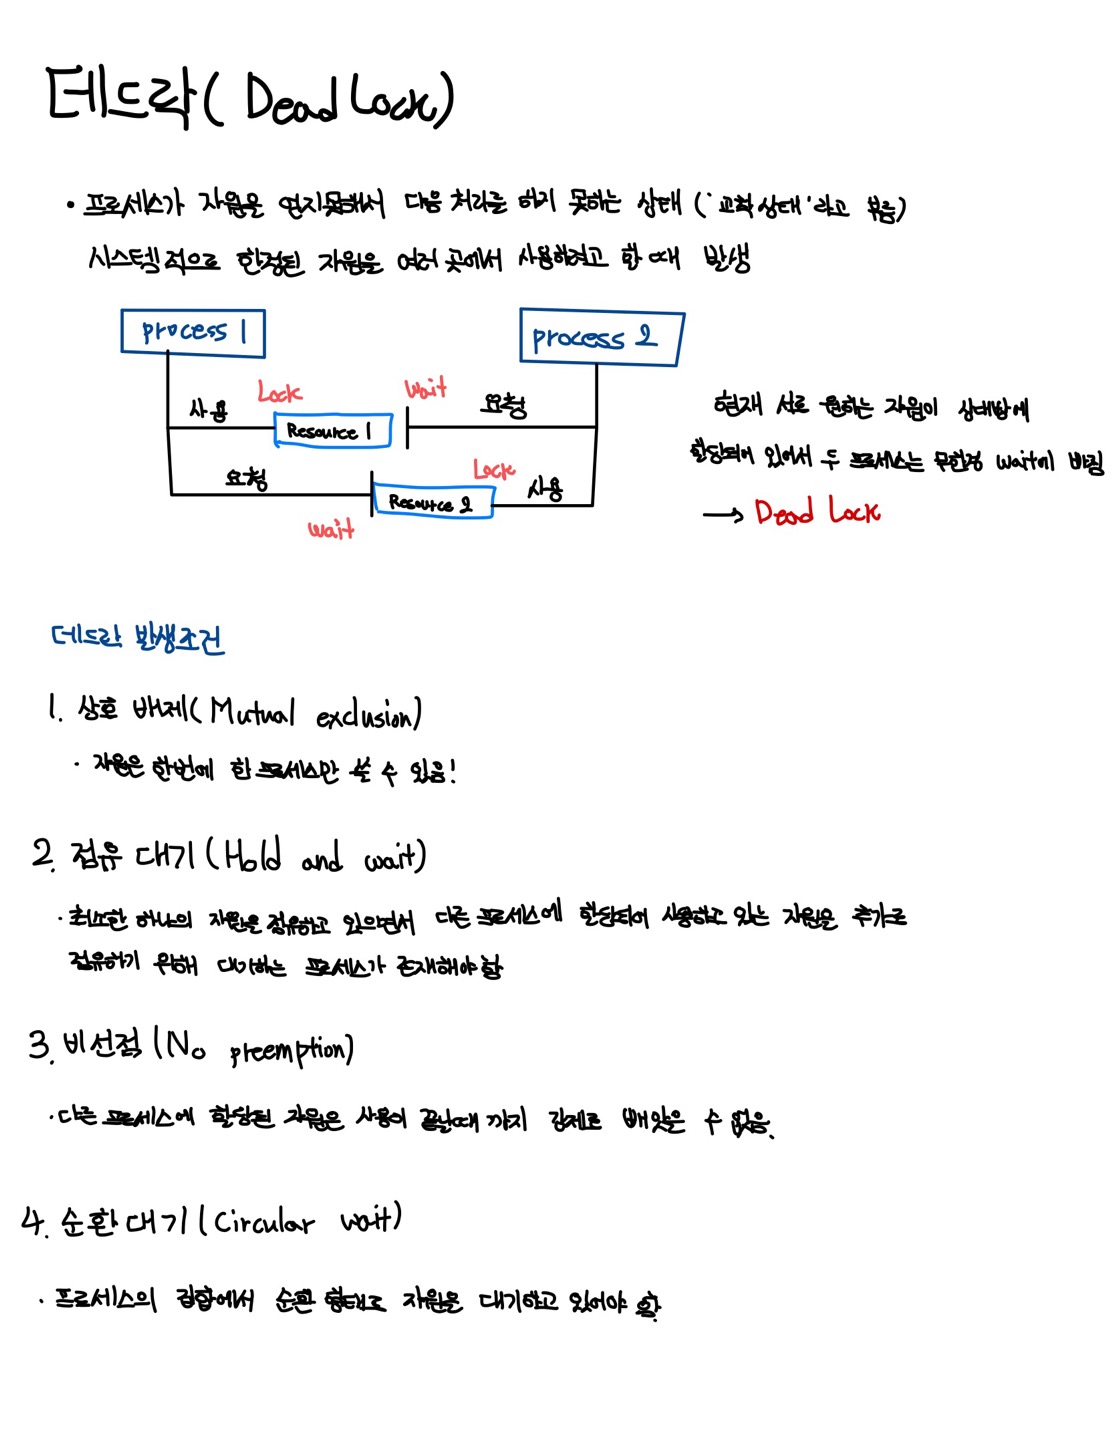 데드락( Dead Lock)
• 프로세스가 자원을 얻지못해서 다음 처리를 하지 못하는 상태 ('교착상태'라고 부름)
시스템적으로 한정된 자원을 여러 곳에서 사용하려고 할 때 발생
process 1
process 2
Lock
wait
사용
요청
Resource 1
요청
Lock
사용
Resource 2
wait
현재 서로 원하는 자원이 상대방에
할당되어 있어서 두 프로세스는 무한정 wait에 빠짐
→ Dead Lock
데드락 발생조건
1. 상호 배제( Mutual exclusion)
· 자원은 한번에 한 프로세스만 쓸 수 있음!
2. 점유 대기 (Hold and wait)
· 최소한 하나의 자원을 점유하고 있으면서 다른 프로세스에 할당되어 사용하고 있는 자원을 추가로
점유하기 위해 대기하는 프로세스가 존재해야 함
3. 비선점 (No preemption)
· 다른 프로세스에 할당된 자원은 사용이 끝날때 까지 강제로 빼앗을 수 없음.
4. 순환대기 (Circular wait)
· 프로세스의 집합에서 순환 형태로 자원을 대기하고 있어야 함.